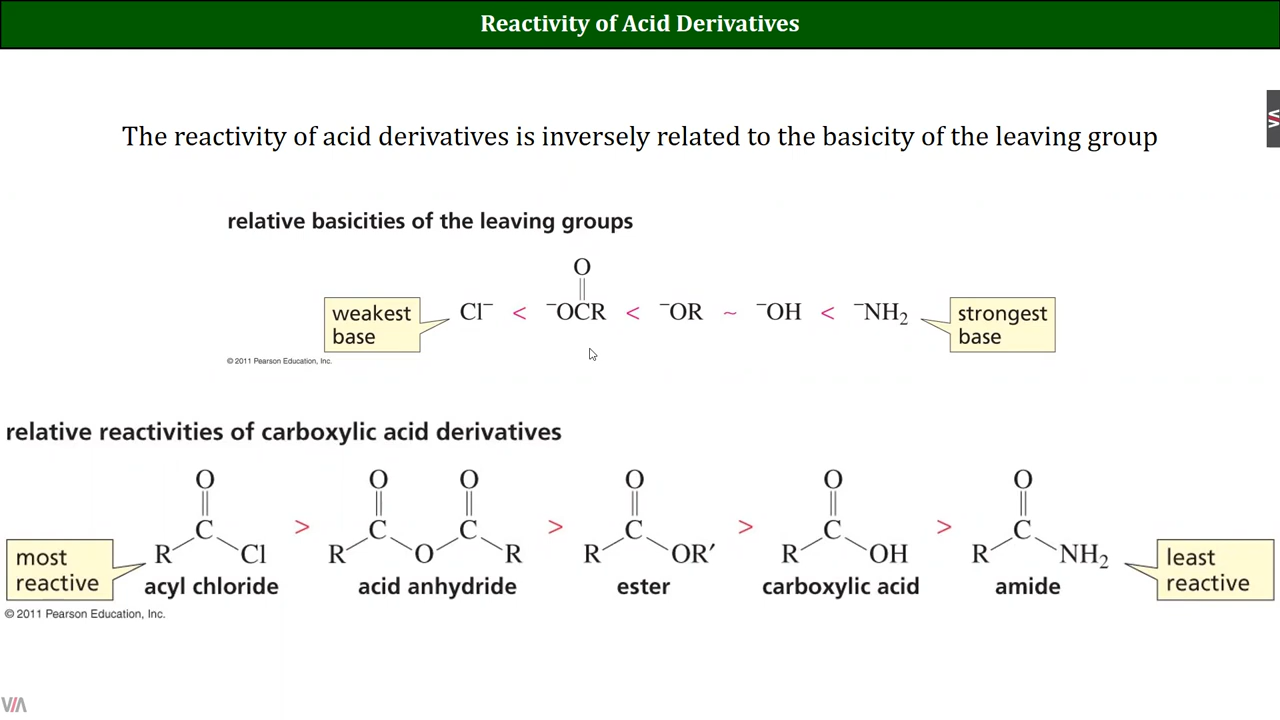 Reactivity of Acid Derivatives
The reactivity of acid derivatives is inversely related to the basicity of the leaving group
relative basicities of the leaving groups
O
weakest
base
Cl⁻ < ⁻OCR < ⁻OR ~ ⁻OH < ⁻NH₂
strongest
base
© 2011 Pearson Education, Inc.
relative reactivities of carboxylic acid derivatives
O O O O O O
C > C C > C > C > C
most
reactive
R Cl R O R R OR′ R OH R NH₂
least
reactive
acyl chloride acid anhydride ester carboxylic acid amide
© 2011 Pearson Education, Inc.
VIA
VIA